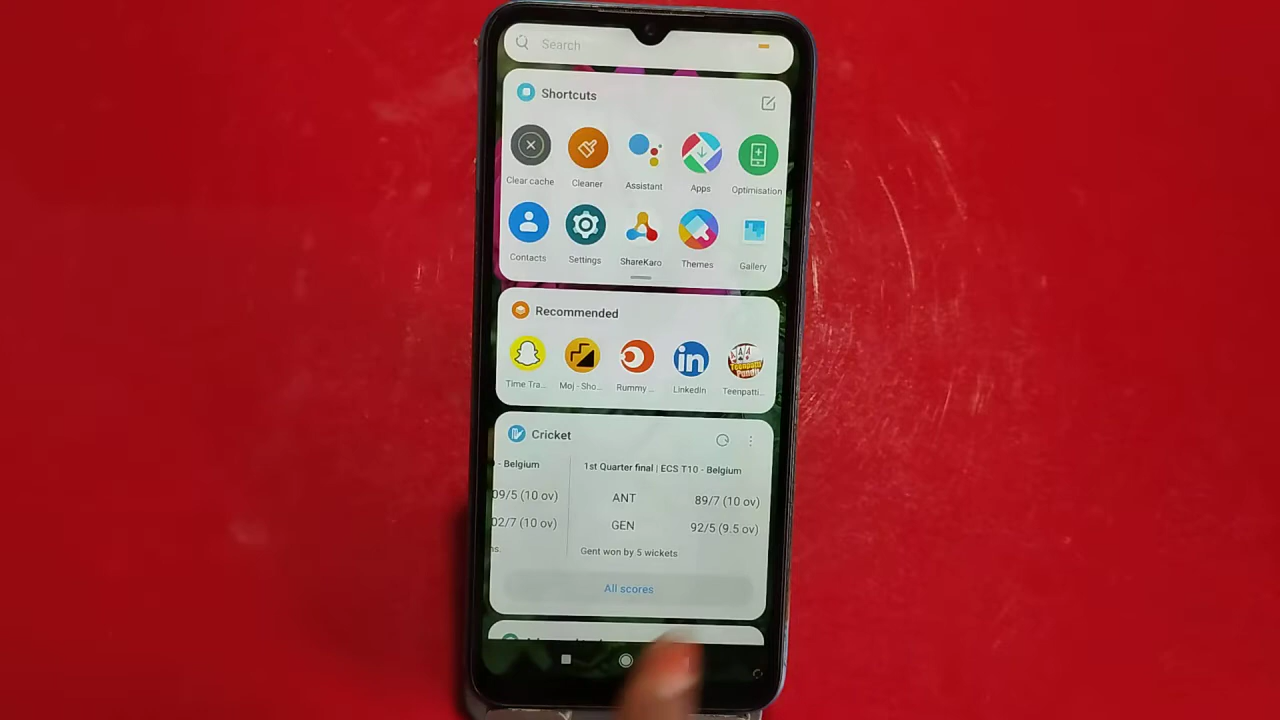 Search
Shortcuts
Clear cache
Cleaner
Assistant
Apps
Optimisation
Contacts
Settings
ShareKaro
Themes
Gallery
Recommended
Time Tra...
Moj - Sho...
Rummy ...
LinkedIn
Teenpatti...
Cricket
- Belgium
1st Quarter final | ECS T10 - Belgium
09/5 (10 ov)
ANT
89/7 (10 ov)
02/7 (10 ov)
GEN
92/5 (9.5 ov)
ns.
Gent won by 5 wickets
All scores